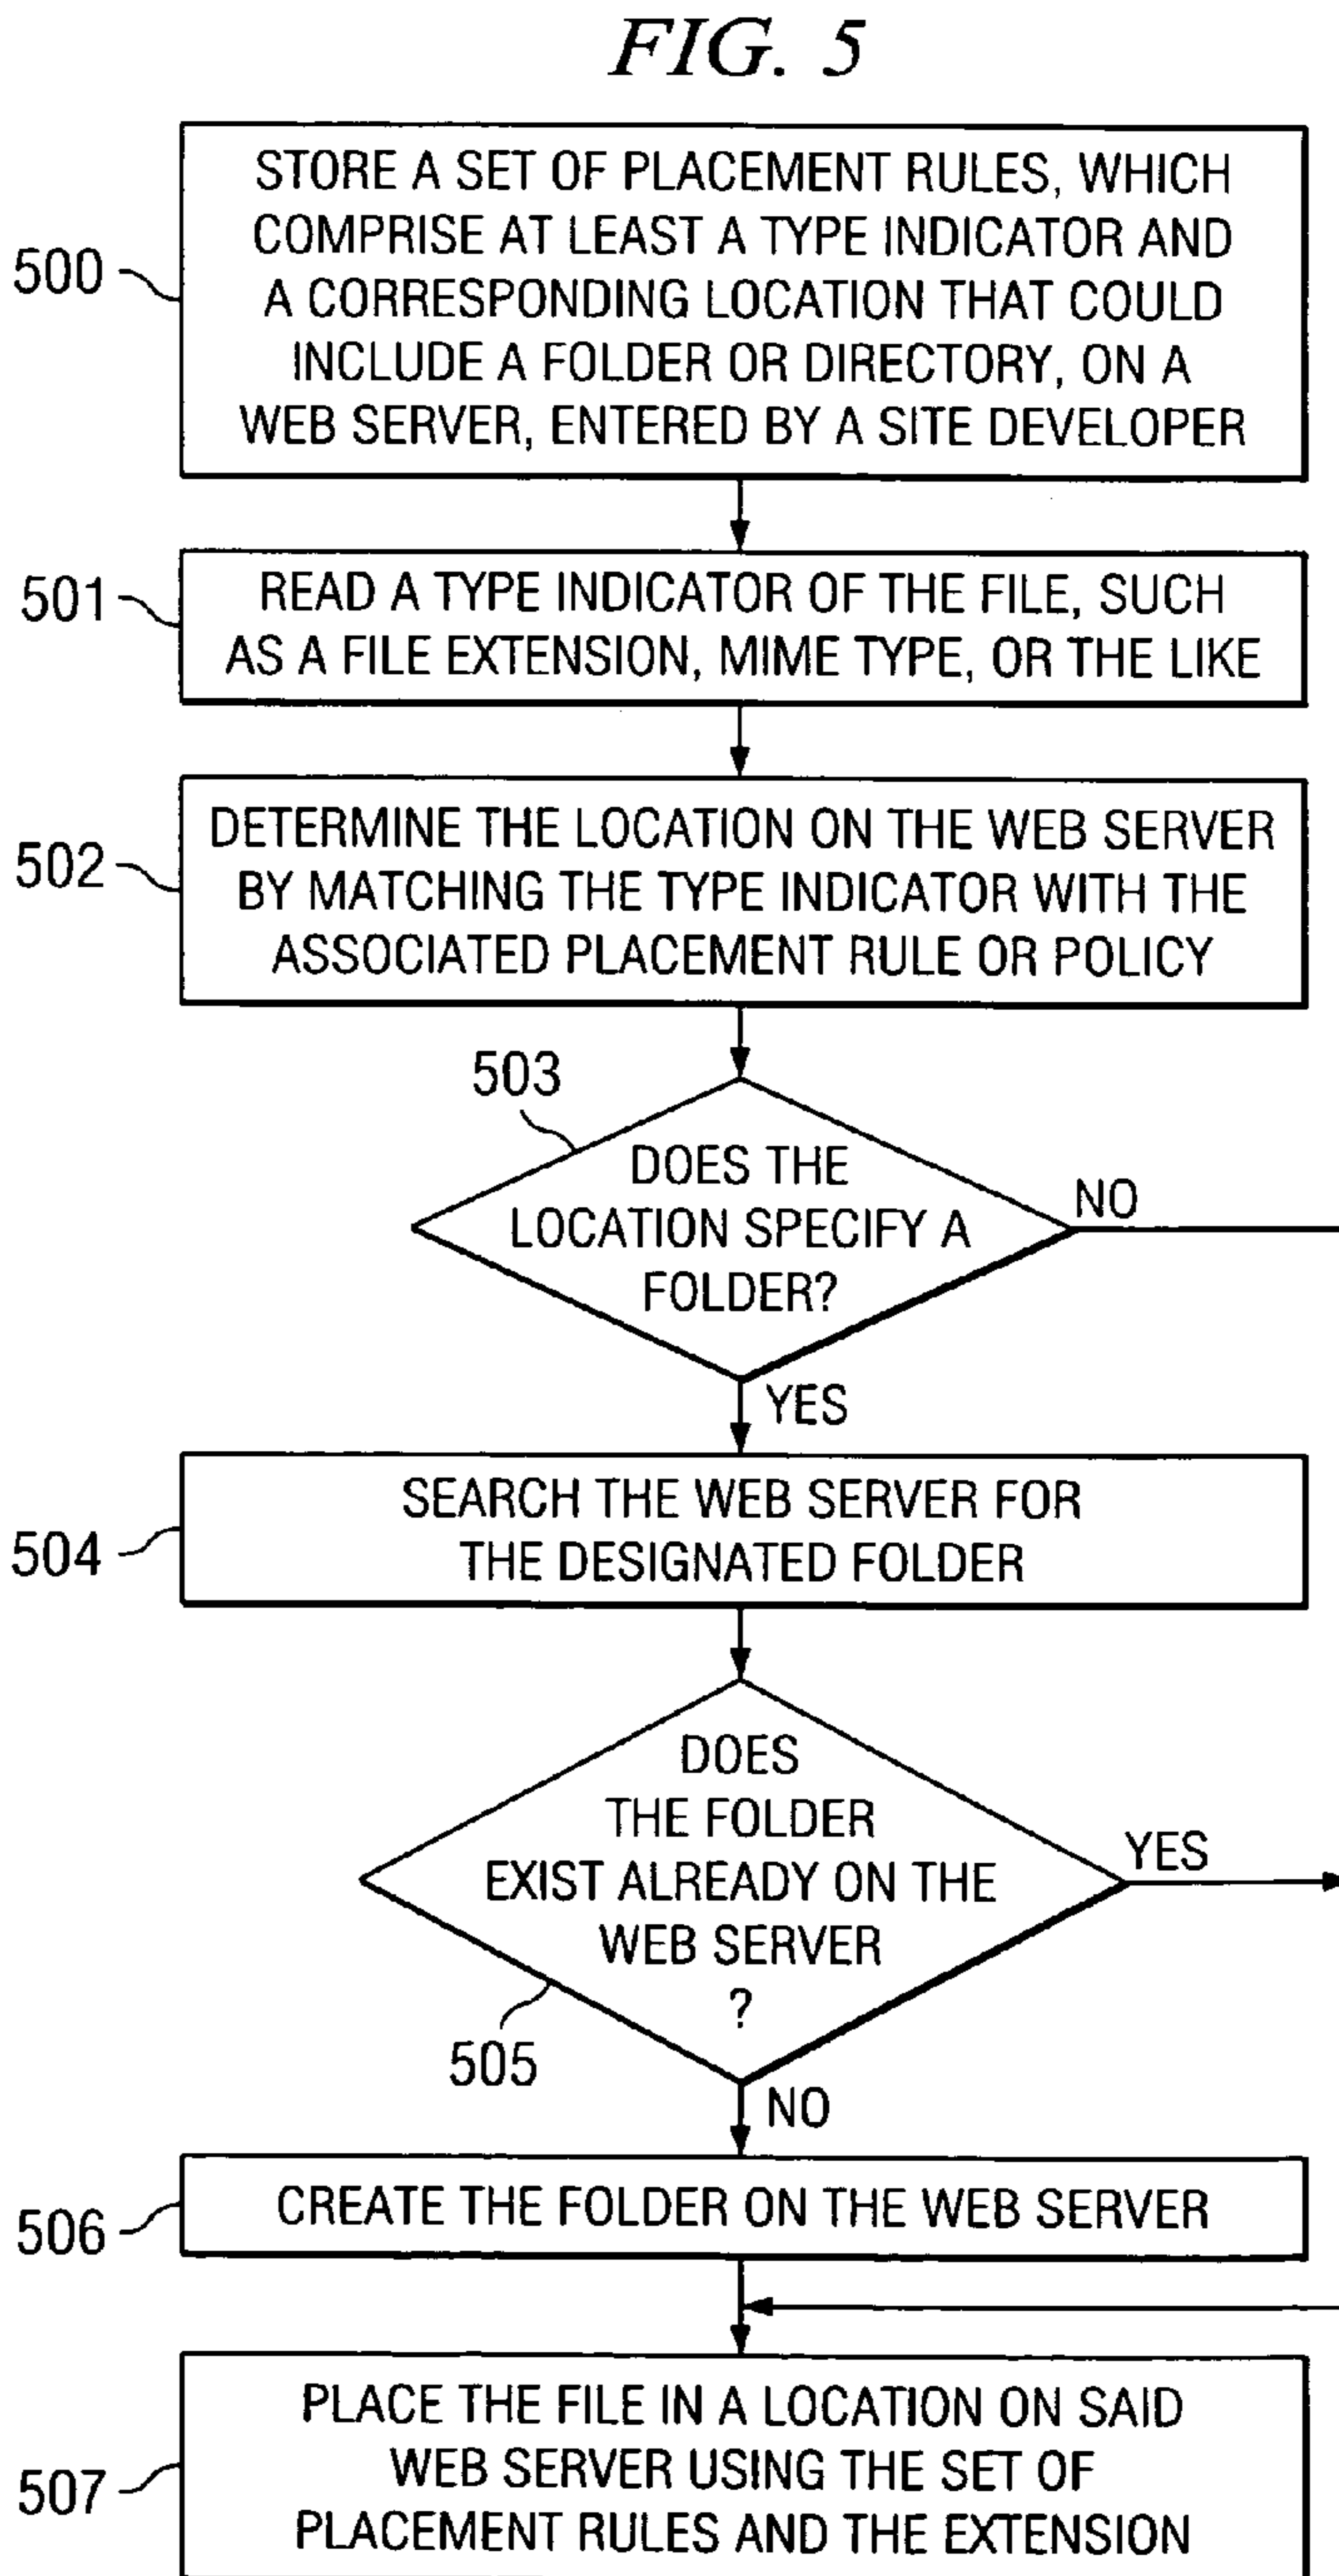 FIG. 5
STORE A SET OF PLACEMENT RULES, WHICH
COMPRISE AT LEAST A TYPE INDICATOR AND
A CORRESPONDING LOCATION THAT COULD
INCLUDE A FOLDER OR DIRECTORY, ON A
WEB SERVER, ENTERED BY A SITE DEVELOPER
500
READ A TYPE INDICATOR OF THE FILE, SUCH
AS A FILE EXTENSION, MIME TYPE, OR THE LIKE
501
DETERMINE THE LOCATION ON THE WEB SERVER
BY MATCHING THE TYPE INDICATOR WITH THE
ASSOCIATED PLACEMENT RULE OR POLICY
502
503
DOES THE
LOCATION SPECIFY A
FOLDER?
NO
YES
SEARCH THE WEB SERVER FOR
THE DESIGNATED FOLDER
504
DOES
THE FOLDER
EXIST ALREADY ON THE
WEB SERVER
?
YES
505
NO
CREATE THE FOLDER ON THE WEB SERVER
506
PLACE THE FILE IN A LOCATION ON SAID
WEB SERVER USING THE SET OF
PLACEMENT RULES AND THE EXTENSION
507